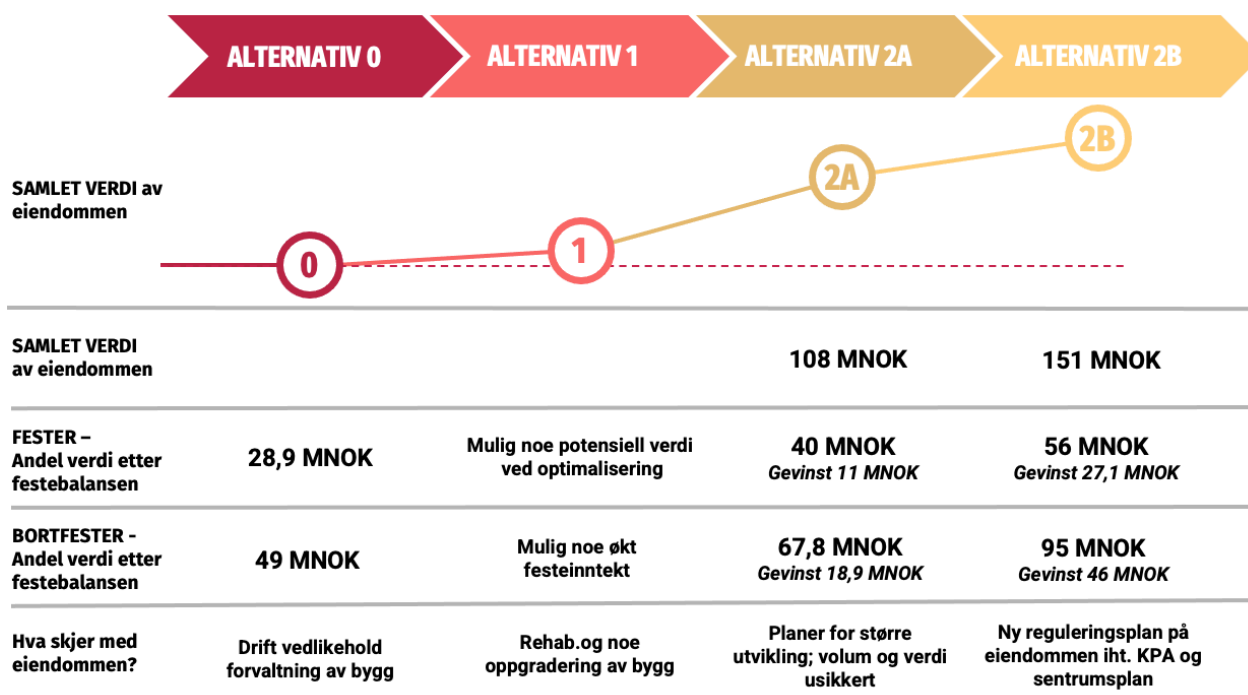 ALTERNATIV 0
ALTERNATIV 1
ALTERNATIV 2A
ALTERNATIV 2B
SAMLET VERDI av
eiendommen
0
1
2A
2B
SAMLET VERDI
av eiendommen
108 MNOK
151 MNOK
FESTER –
Andel verdi etter
festebalansen
28,9 MNOK
Mulig noe potensiell verdi
ved optimalisering
40 MNOK
Gevinst 11 MNOK
56 MNOK
Gevinst 27,1 MNOK
BORTFESTER -
Andel verdi etter
festebalansen
49 MNOK
Mulig noe økt
festeinntekt
67,8 MNOK
Gevinst 18,9 MNOK
95 MNOK
Gevinst 46 MNOK
Hva skjer med
eiendommen?
Drift vedlikehold
forvaltning av bygg
Rehab.og noe
oppgradering av bygg
Planer for større
utvikling; volum og verdi
usikkert
Ny reguleringsplan på
eiendommen iht. KPA og
sentrumsplan